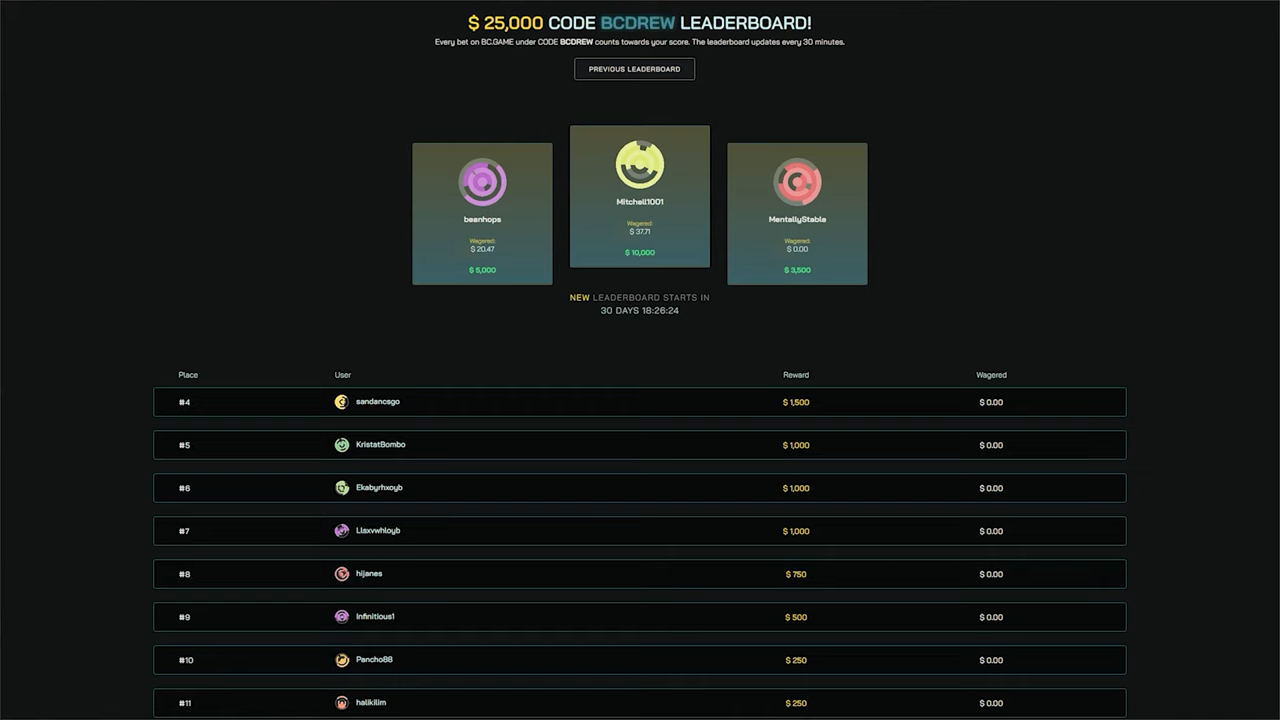 $ 25,000 CODE BCDREW LEADERBOARD!
Every bet on BC.GAME under CODE BCDREW counts towards your score. The leaderboard updates every 30 minutes.
PREVIOUS LEADERBOARD
beanhops
Wagered:
$ 20.47
$ 5,000
Mitchell1001
Wagered:
$ 37.71
$ 10,000
MentallyStable
Wagered:
$ 0.00
$ 3,500
NEW LEADERBOARD STARTS IN
30 DAYS 18:26:24
Place User Reward Wagered
#4 sandancsgo $ 1,500 $ 0.00
#5 KristatBombo $ 1,000 $ 0.00
#6 Ekabyrhxoyb $ 1,000 $ 0.00
#7 Llsxvwhloyb $ 1,000 $ 0.00
#8 hijanes $ 750 $ 0.00
#9 Infinitious1 $ 500 $ 0.00
#10 Pancho88 $ 250 $ 0.00
#11 halikilim $ 250 $ 0.00